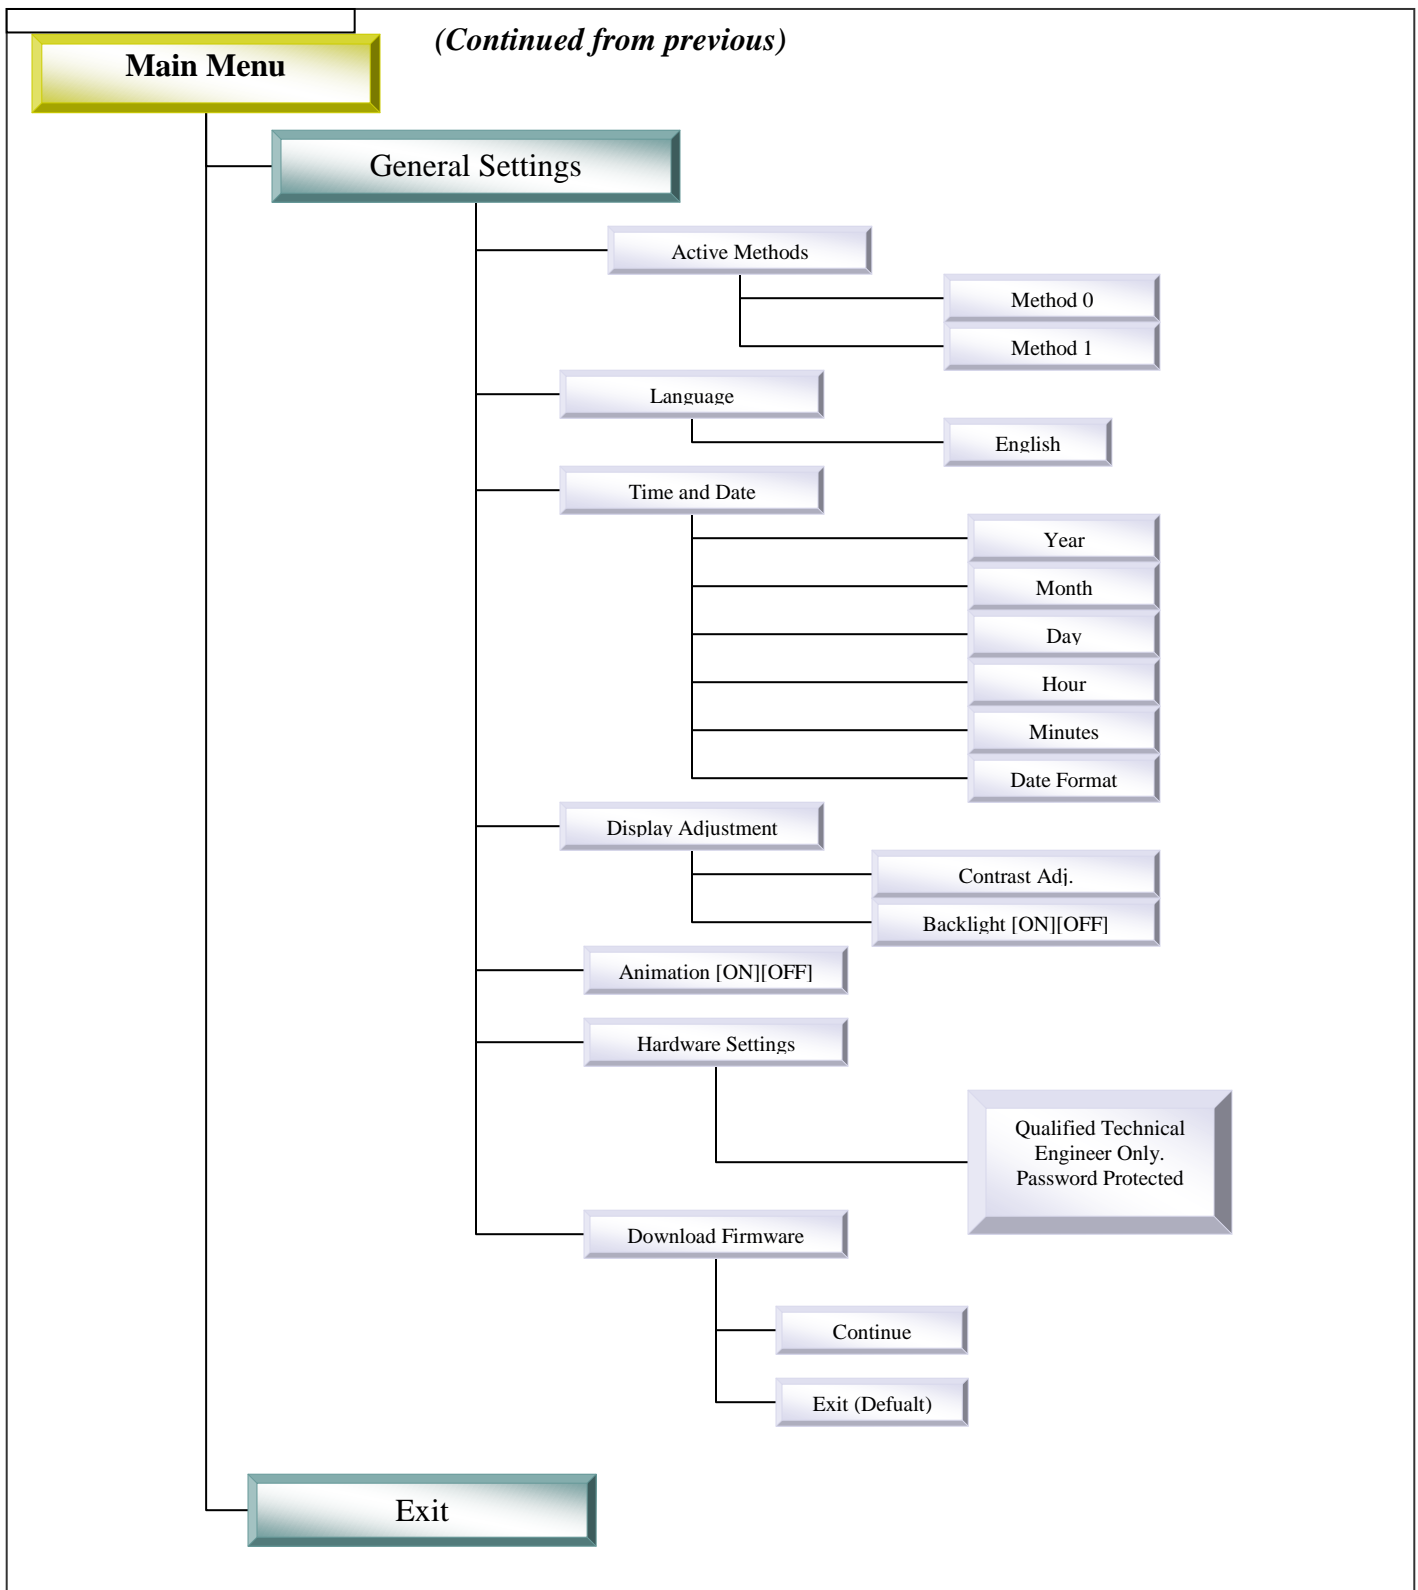 (Continued from previous)
Main Menu
General Settings
Active Methods
Method 0
Method 1
Language
English
Time and Date
Year
Month
Day
Hour
Minutes
Date Format
Display Adjustment
Contrast Adj.
Backlight [ON][OFF]
Animation [ON][OFF]
Hardware Settings
Qualified Technical
Engineer Only.
Password Protected
Download Firmware
Continue
Exit (Defualt)
Exit